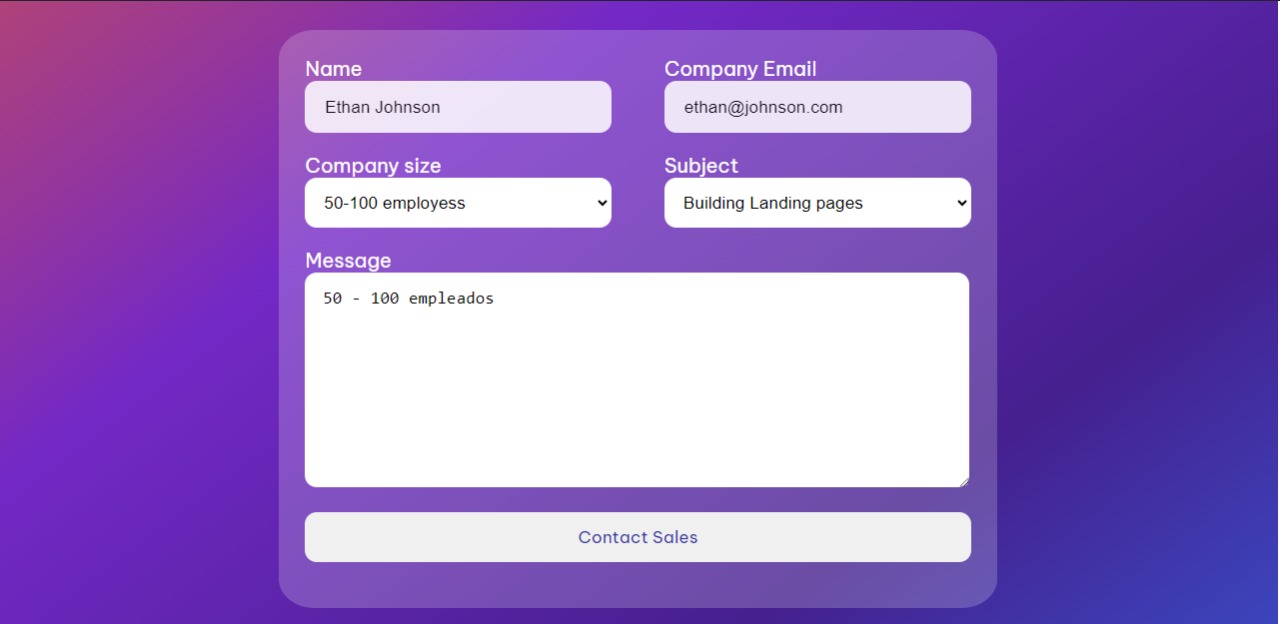 Name
Company Email
Ethan Johnson
ethan@johnson.com
Company size
Subject
50-100 employess
Building Landing pages
Message
50 - 100 empleados
Contact Sales